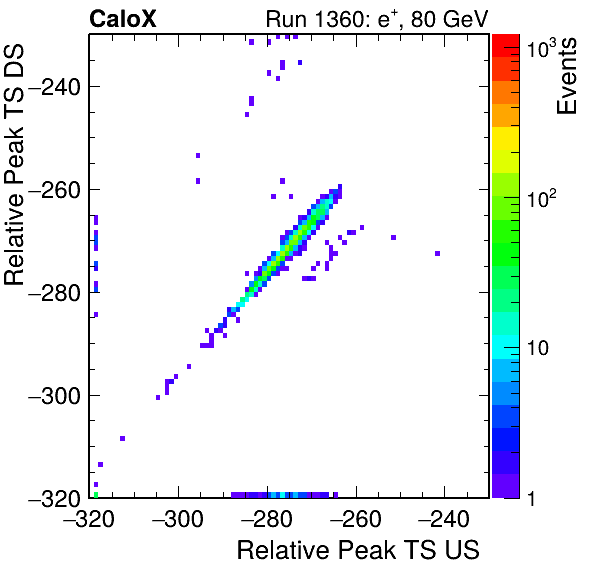 CaloX Run 1360: e⁺, 80 GeV
Relative Peak TS DS
−240
−260
−280
−300
−320
−320 −300 −280 −260 −240
Relative Peak TS US
Events
10³
10²
10
1